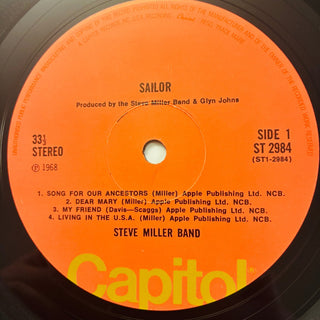 SAILOR
Produced by the Steve Miller Band & Glyn Johns
33⅓
STEREO
℗ 1968
SIDE 1
ST 2984
(ST1-2984)
1. SONG FOR OUR ANCESTORS (Miller) Apple Publishing Ltd. NCB.
2. DEAR MARY (Miller) Apple Publishing Ltd. NCB.
3. MY FRIEND (Davis—Scaggs) Apple Publishing Ltd. NCB.
4. LIVING IN THE U.S.A. (Miller) Apple Publishing Ltd. NCB.
STEVE MILLER BAND
Capitol